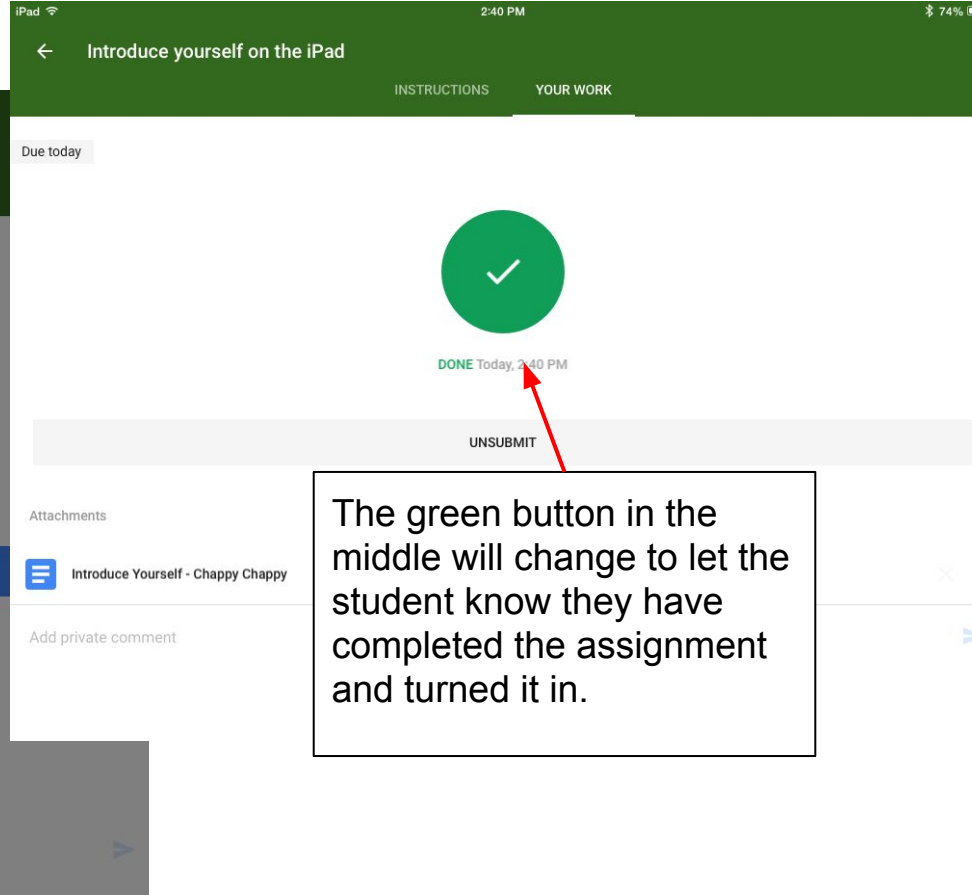 iPad 2:40 PM 74%
Introduce yourself on the iPad
INSTRUCTIONS YOUR WORK
Due today
DONE Today, 2:40 PM
UNSUBMIT
Attachments
Introduce Yourself - Chappy Chappy
Add private comment
The green button in the
middle will change to let the
student know they have
completed the assignment
and turned it in.